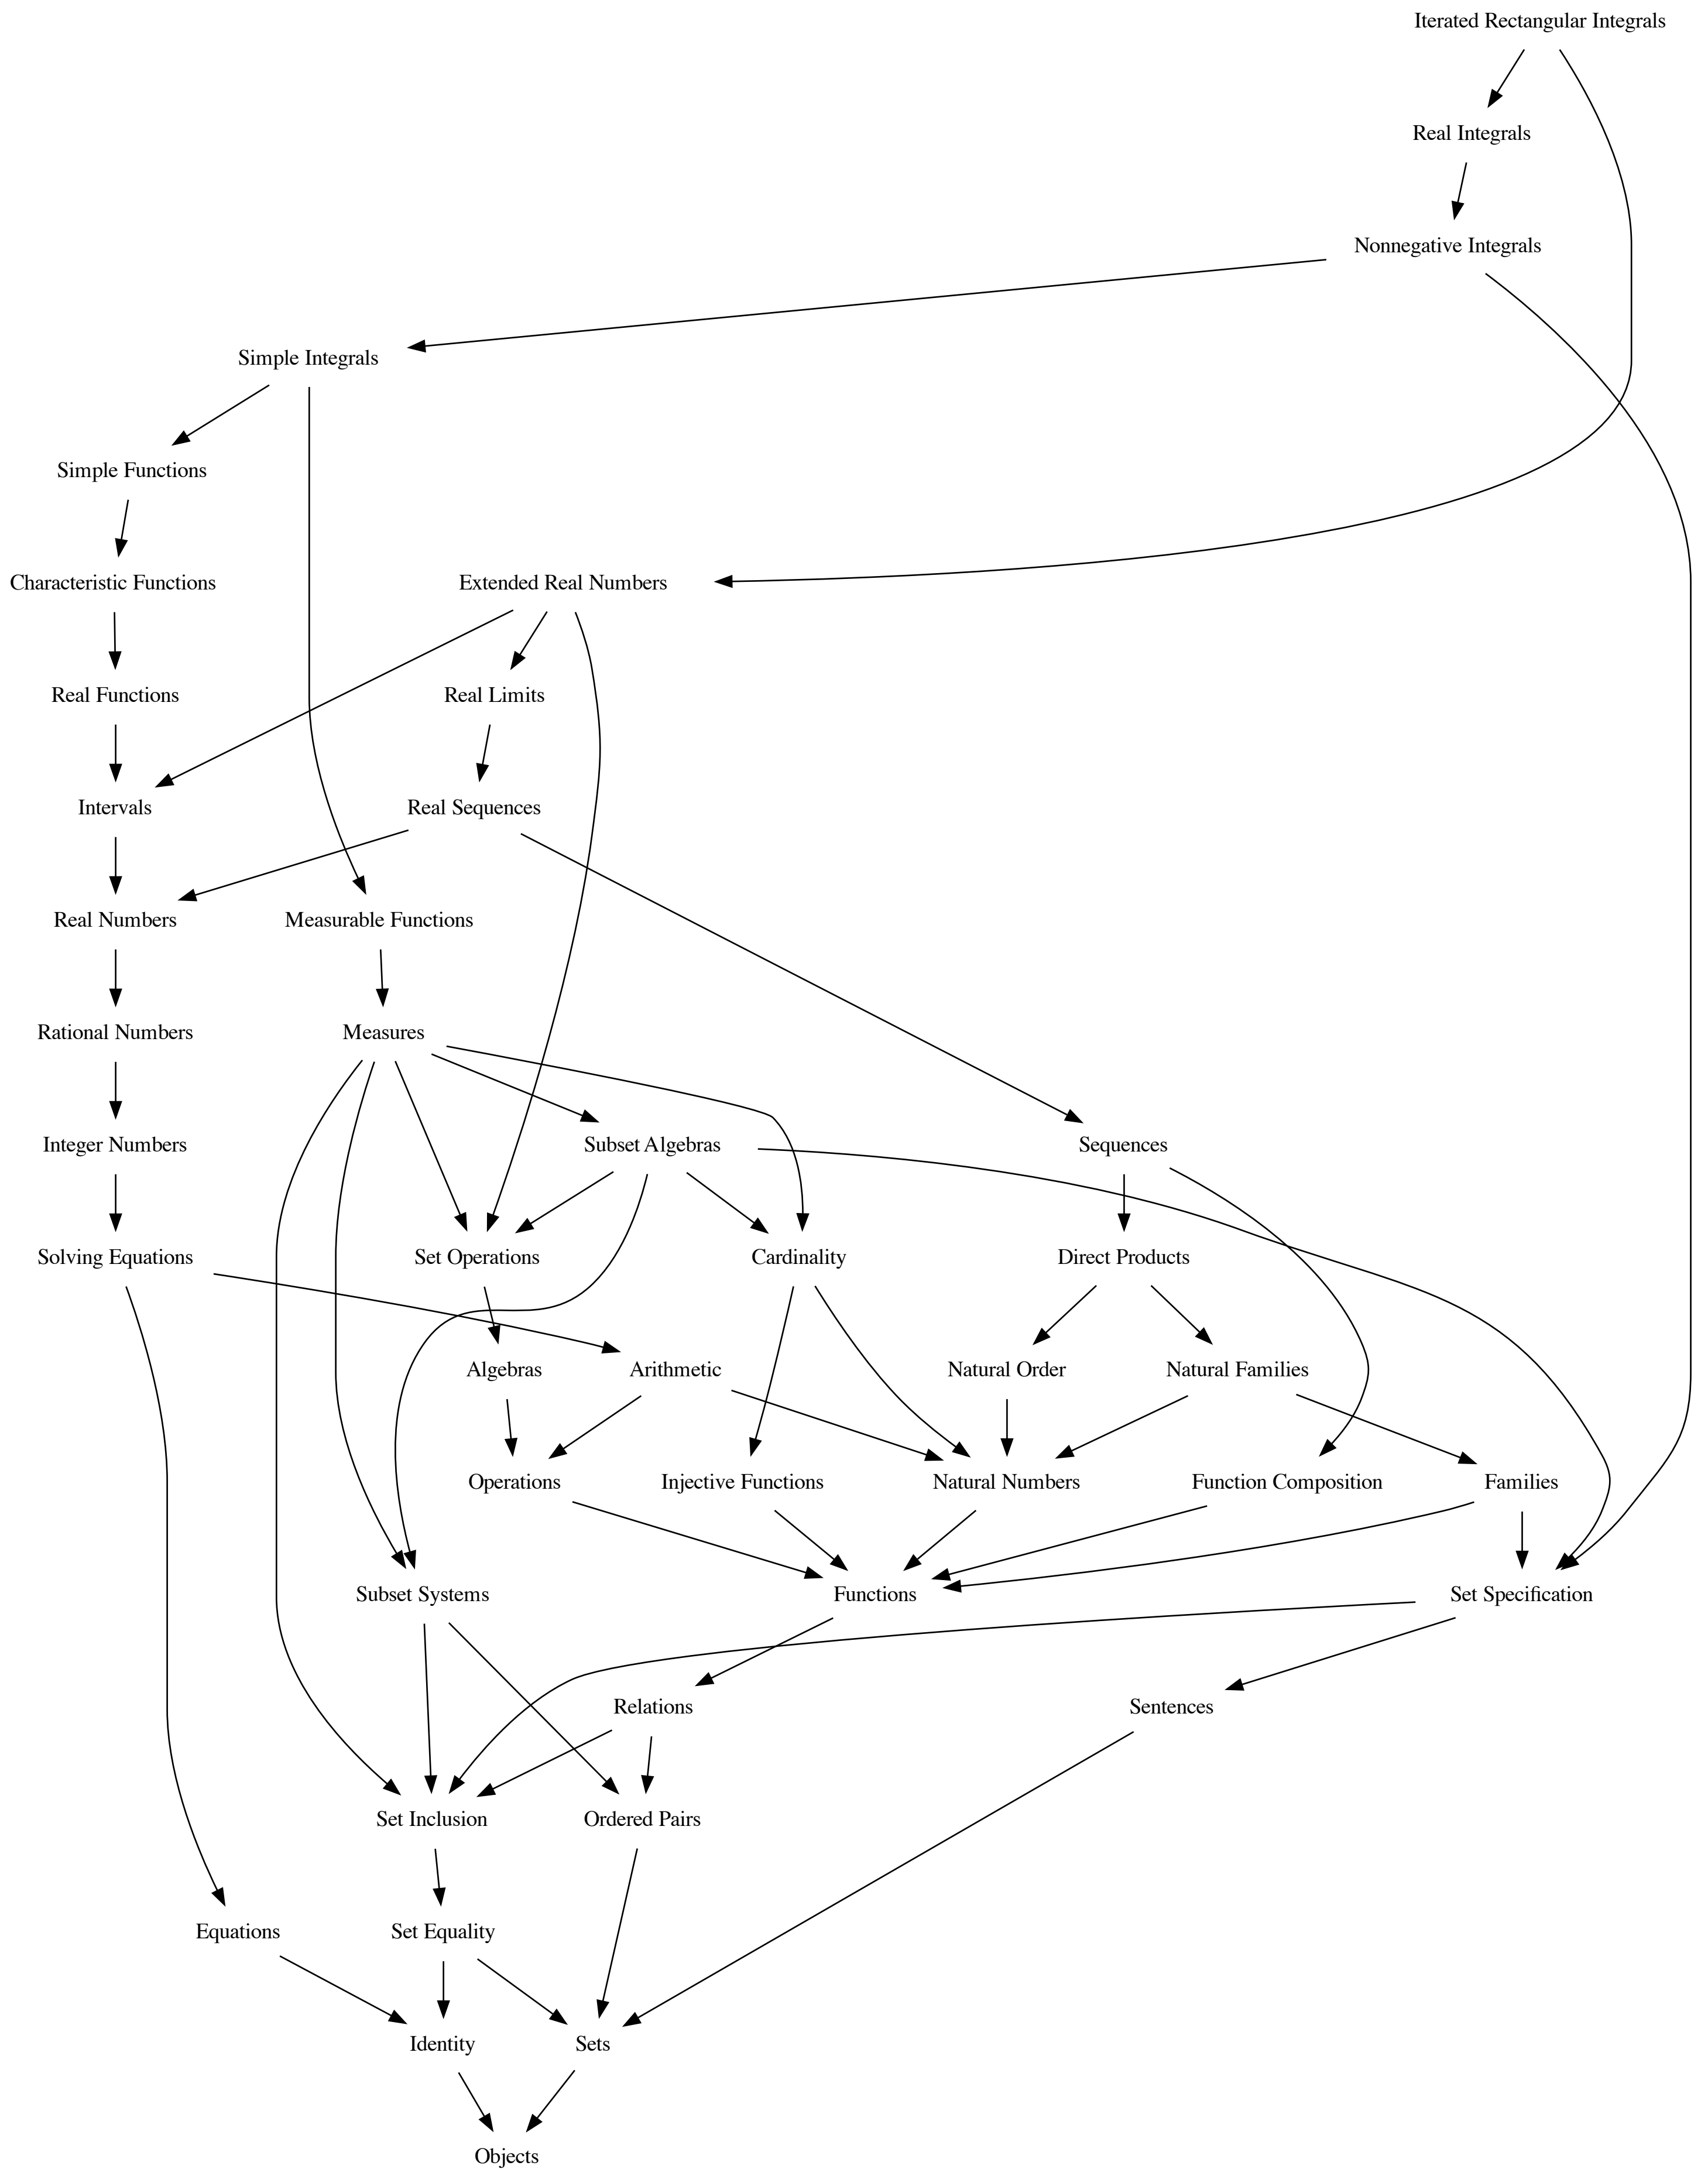 Iterated Rectangular Integrals
Real Integrals
Nonnegative Integrals
Simple Integrals
Simple Functions
Characteristic Functions
Extended Real Numbers
Real Functions
Real Limits
Intervals
Real Sequences
Real Numbers
Measurable Functions
Rational Numbers
Measures
Integer Numbers
Subset Algebras
Sequences
Solving Equations
Set Operations
Cardinality
Direct Products
Algebras
Arithmetic
Natural Order
Natural Families
Operations
Injective Functions
Natural Numbers
Function Composition
Families
Subset Systems
Functions
Set Specification
Relations
Sentences
Set Inclusion
Ordered Pairs
Equations
Set Equality
Identity
Sets
Objects